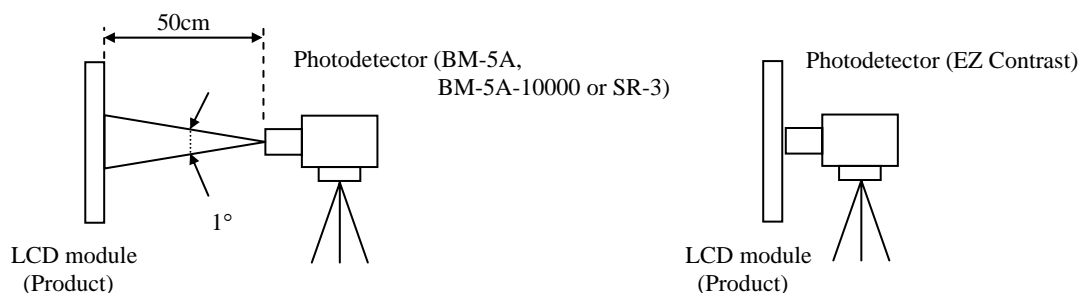 50cm
Photodetector (BM-5A,
BM-5A-10000 or SR-3)
1°
LCD module
(Product)
Photodetector (EZ Contrast)
LCD module
(Product)